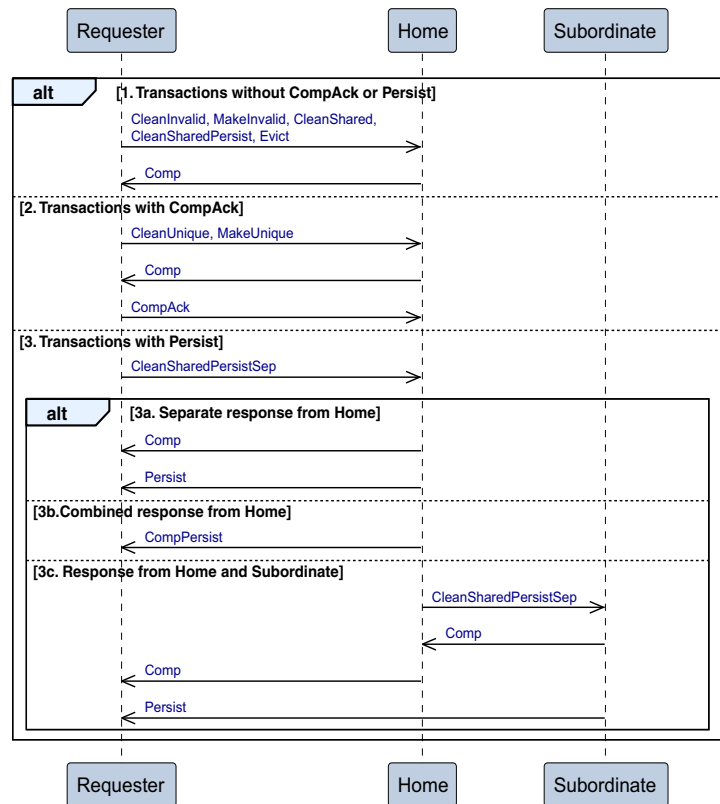 Requester
Home
Subordinate
alt
[1. Transactions without CompAck or Persist]
CleanInvalid, MakeInvalid, CleanShared,
CleanSharedPersist, Evict
Comp
[2. Transactions with CompAck]
CleanUnique, MakeUnique
Comp
CompAck
[3. Transactions with Persist]
CleanSharedPersistSep
alt
[3a. Separate response from Home]
Comp
Persist
[3b.Combined response from Home]
CompPersist
[3c. Response from Home and Subordinate]
CleanSharedPersistSep
Comp
Comp
Persist
Requester
Home
Subordinate